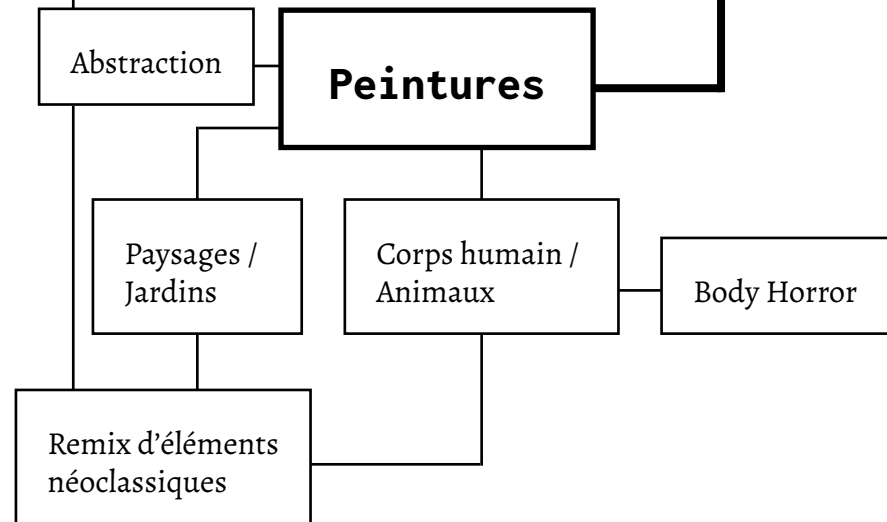 Abstraction
Peintures
Paysages /
Jardins
Corps humain /
Animaux
Body Horror
Remix d’éléments
néoclassiques